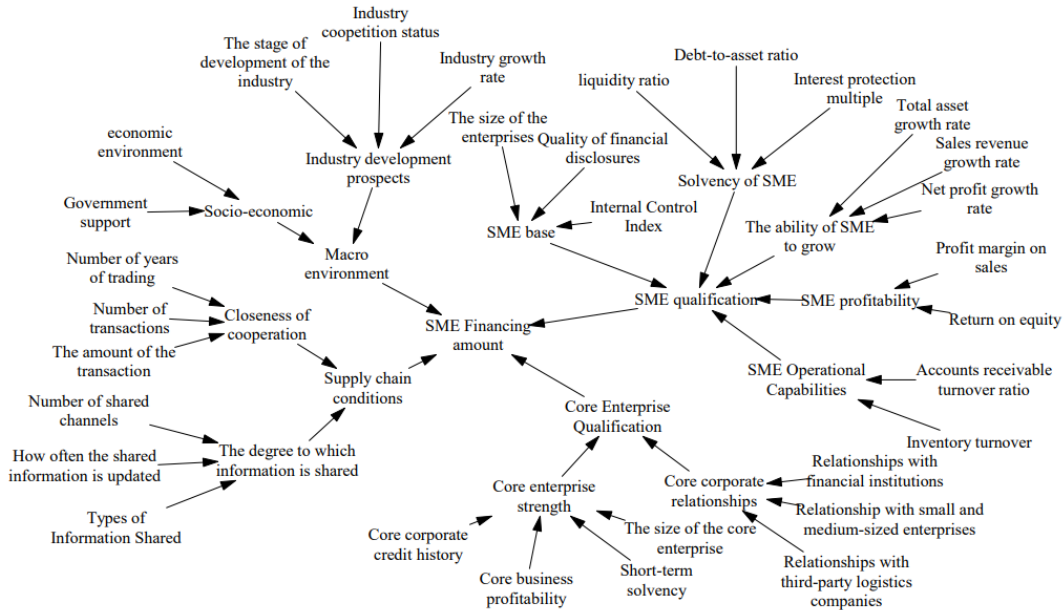 Industry
coopetition status
The stage of
development of the
industry
Industry growth
rate
Debt-to-asset ratio
liquidity ratio
Interest protection
multiple
Total asset
growth rate
The size of the
enterprises
Quality of financial
disclosures
Sales revenue
growth rate
economic
environment
Industry development
prospects
Solvency of SME
Net profit growth
rate
Government
support
Socio-economic
SME base
Internal Control
Index
The ability of SME
to grow
Macro
environment
Number of years
of trading
Profit margin on
sales
SME qualification
SME profitability
Number of
transactions
Closeness of
cooperation
SME Financing
amount
Return on equity
The amount of the
transaction
Supply chain
conditions
SME Operational
Capabilities
Accounts receivable
turnover ratio
Number of shared
channels
Core Enterprise
Qualification
Inventory turnover
How often the shared
information is updated
The degree to which
information is shared
Relationships with
financial institutions
Core enterprise
strength
Core corporate
relationships
Relationship with small and
medium-sized enterprises
Types of
Information Shared
Core corporate
credit history
The size of the core
enterprise
Core business
profitability
Short-term
solvency
Relationships with
third-party logistics
companies